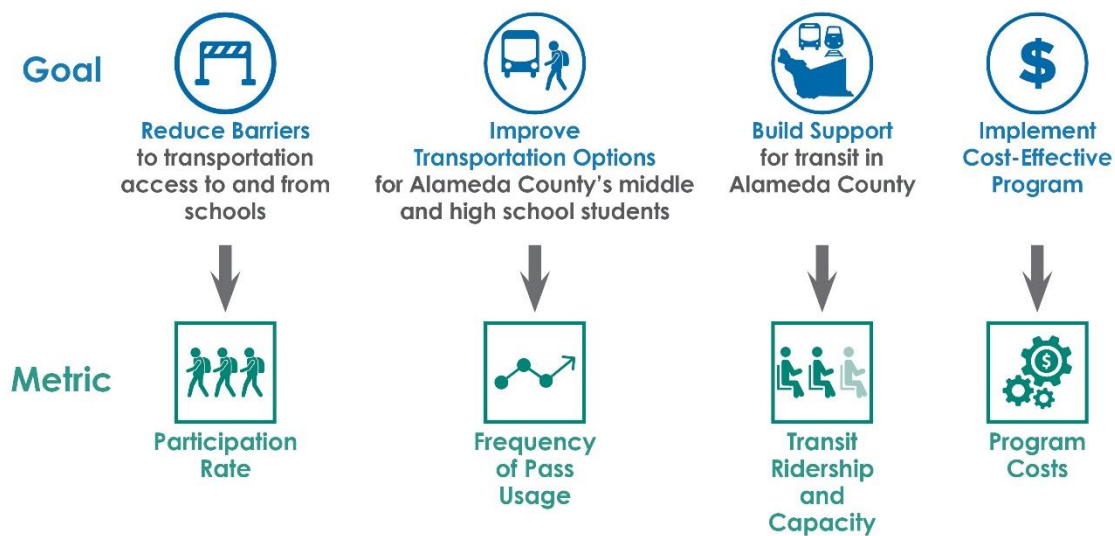 Goal
Reduce Barriers
to transportation
access to and from
schools
Improve
Transportation Options
for Alameda County's middle
and high school students
Build Support
for transit in
Alameda County
$
Implement
Cost-Effective
Program
Metric
Participation
Rate
Frequency
of Pass
Usage
Transit
Ridership
and
Capacity
$
Program
Costs